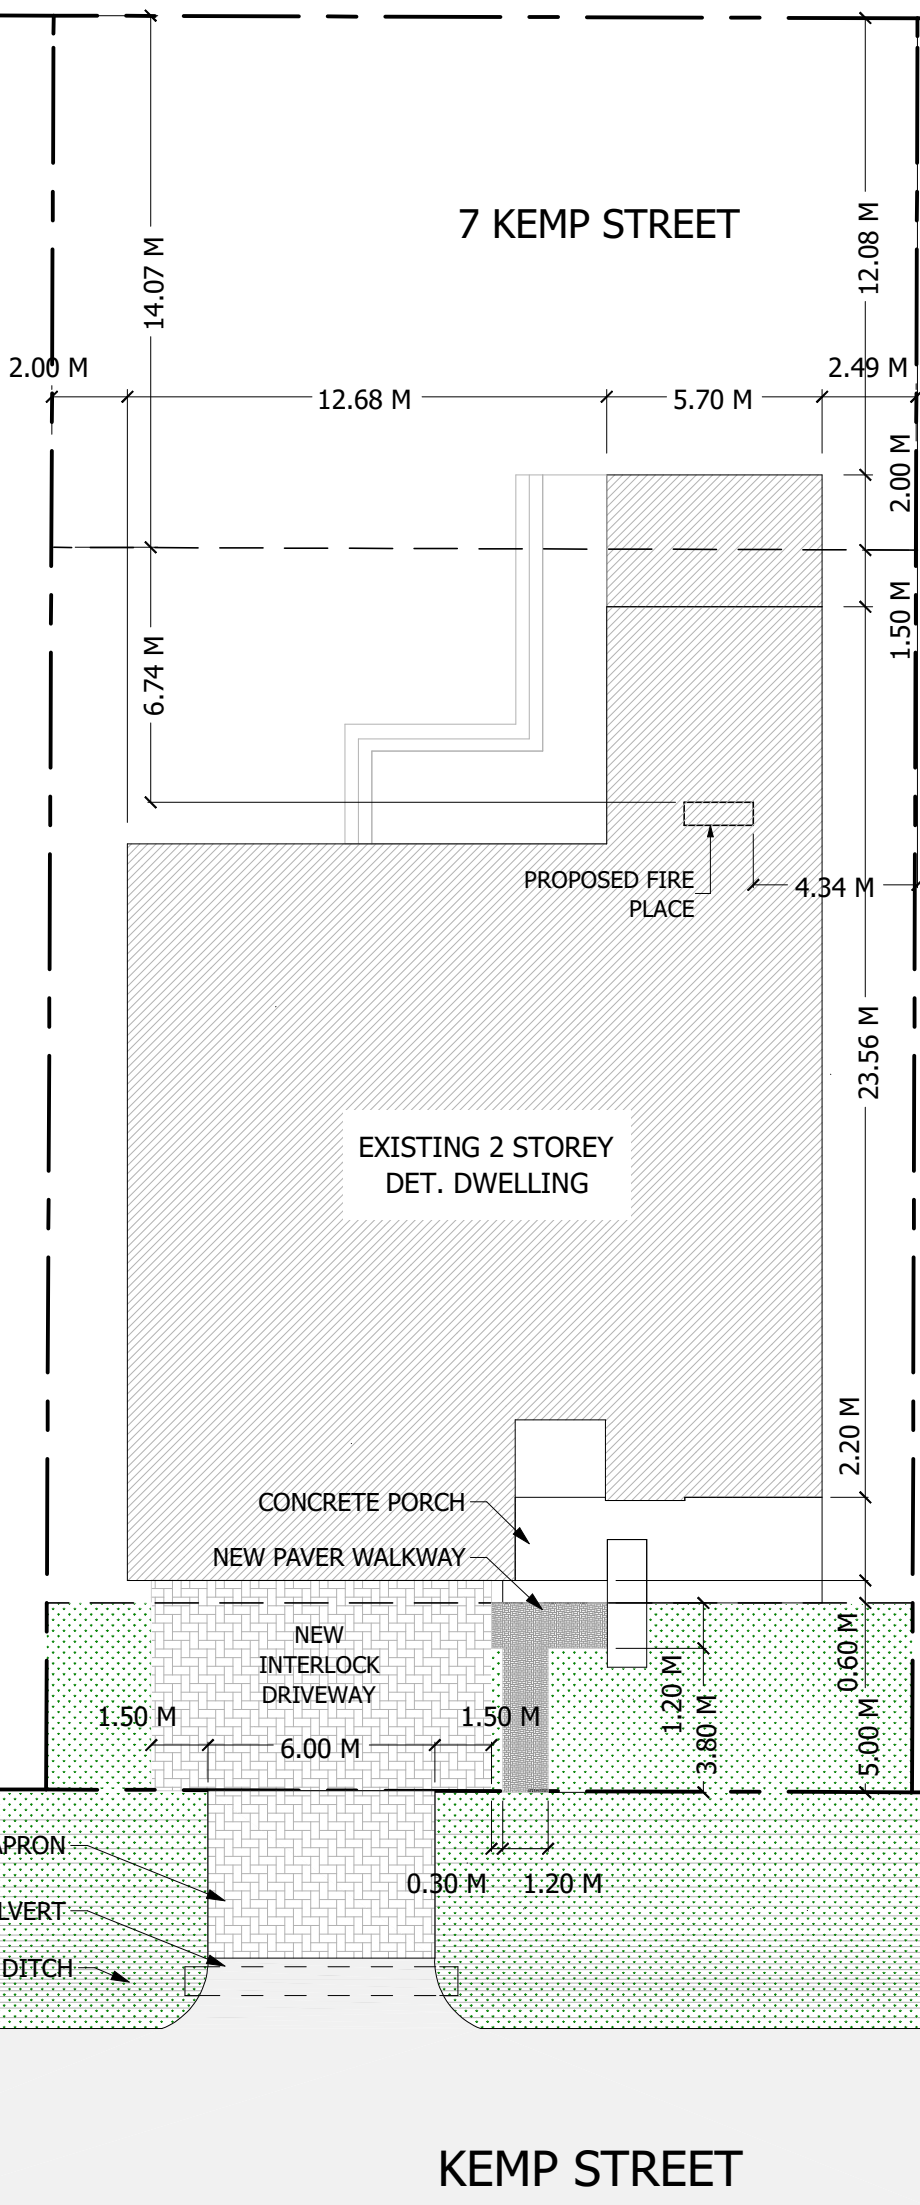 7 KEMP STREET
14.07 M
12.08 M
2.00 M
12.68 M
5.70 M
2.49 M
2.00 M
1.50 M
6.74 M
PROPOSED FIRE
PLACE
4.34 M
23.56 M
EXISTING 2 STOREY
DET. DWELLING
2.20 M
CONCRETE PORCH
NEW PAVER WALKWAY
NEW
INTERLOCK
DRIVEWAY
0.60 M
1.20 M
1.50 M
6.00 M
1.50 M
3.80 M
5.00 M
APRON
LVERT
DITCH
0.30 M
1.20 M
KEMP STREET